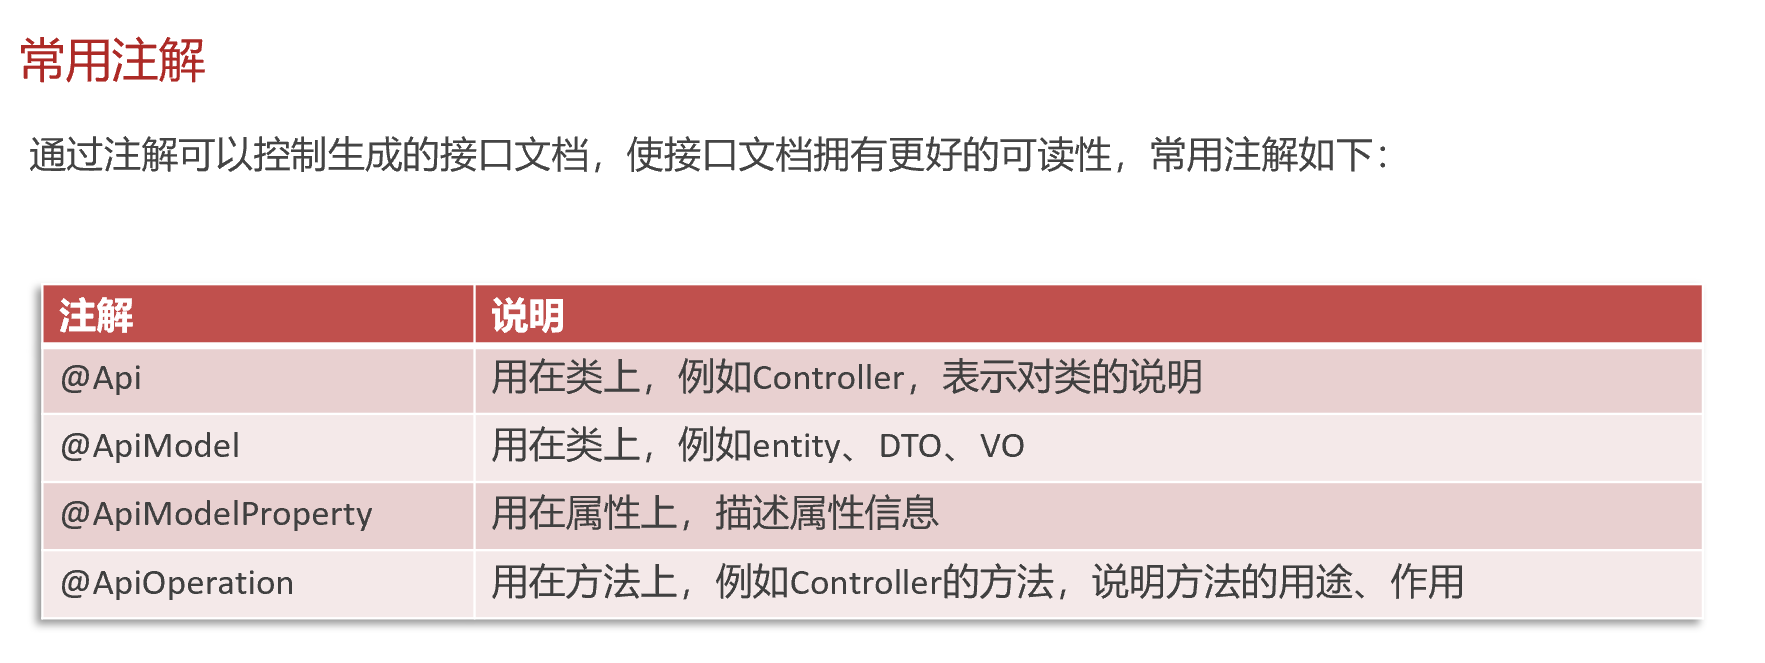 常用注解
通过注解可以控制生成的接口文档，使接口文档拥有更好的可读性，常用注解如下：
注解 说明
@Api 用在类上，例如Controller，表示对类的说明
@ApiModel 用在类上，例如entity、DTO、VO
@ApiModelProperty 用在属性上，描述属性信息
@ApiOperation 用在方法上，例如Controller的方法，说明方法的用途、作用